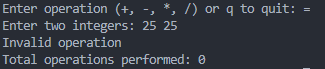 Enter operation (+, -, *, /) or q to quit: =
Enter two integers: 25 25
Invalid operation
Total operations performed: 0